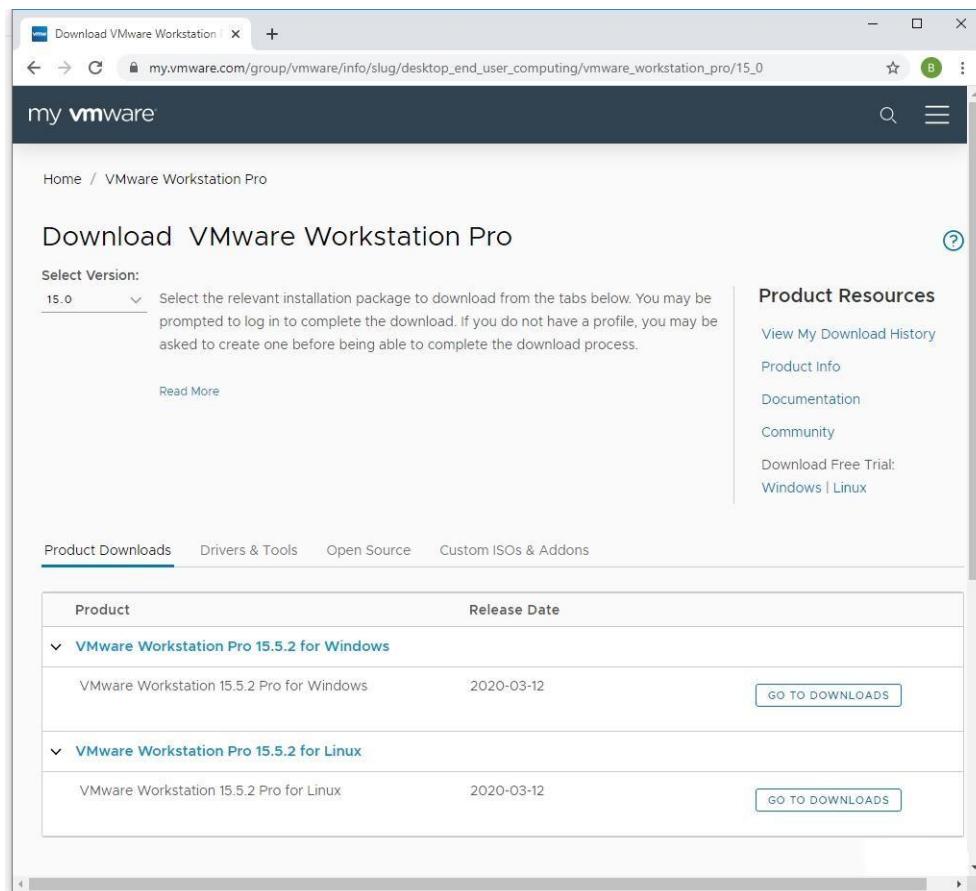 Download VMware Workstation
my.vmware.com/group/vmware/info/slug/desktop_end_user_computing/vmware_workstation_pro/15_0
B
my vmware
Home / VMware Workstation Pro
Download VMware Workstation Pro
Select Version:
15.0
Select the relevant installation package to download from the tabs below. You may be
prompted to log in to complete the download. If you do not have a profile, you may be
asked to create one before being able to complete the download process.
Read More
Product Resources
View My Download History
Product Info
Documentation
Community
Download Free Trial:
Windows | Linux
Product Downloads Drivers & Tools Open Source Custom ISOs & Addons
Product Release Date
VMware Workstation Pro 15.5.2 for Windows
VMware Workstation 15.5.2 Pro for Windows 2020-03-12 GO TO DOWNLOADS
VMware Workstation Pro 15.5.2 for Linux
VMware Workstation 15.5.2 Pro for Linux 2020-03-12 GO TO DOWNLOADS